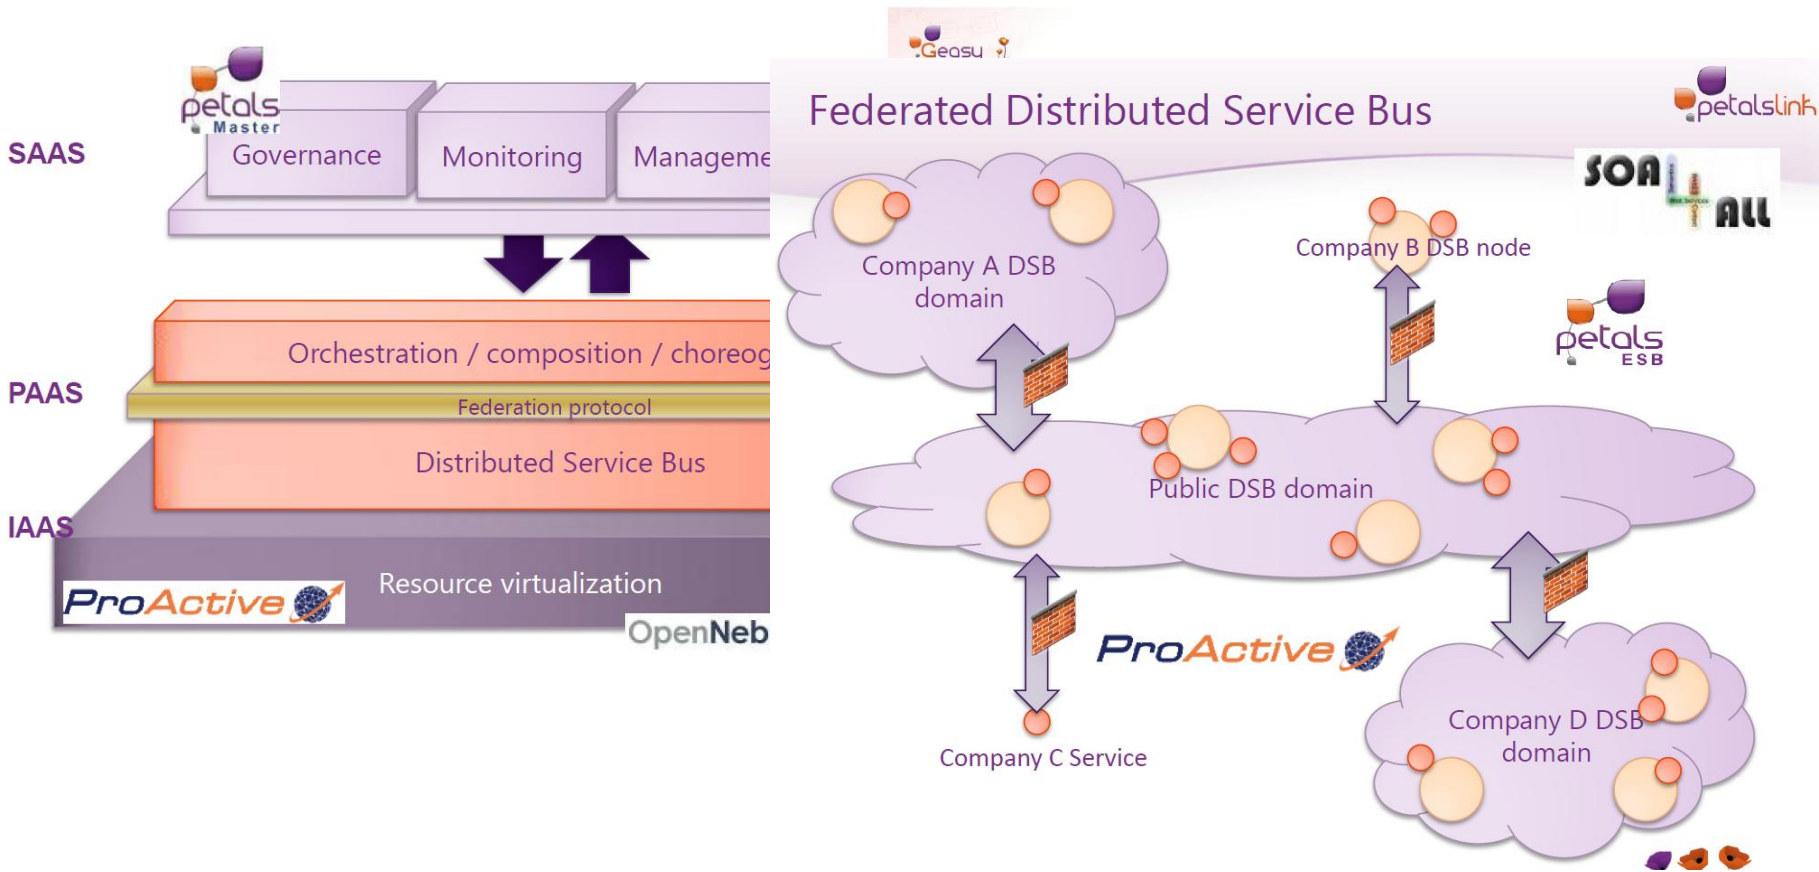 petals
Master
SAAS
Governance
Monitoring
Manageme
Orchestration / composition / choreog
PAAS
Federation protocol
Distributed Service Bus
IAAS
Resource virtualization
ProActive
OpenNeb
Geasy
Federated Distributed Service Bus
petalslink
SOA
Web Services
ALL
Company A DSB
domain
Company B DSB node
petals
ESB
Public DSB domain
ProActive
Company C Service
Company D DSB
domain